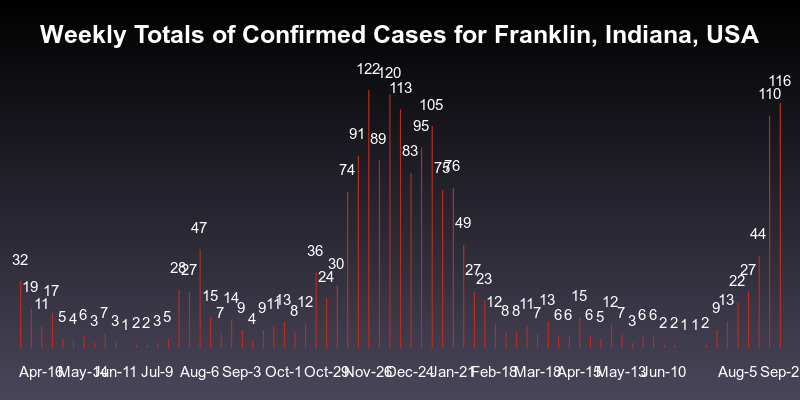 Weekly Totals of Confirmed Cases for Franklin, Indiana, USA
32 19 11 17 5 4 6 3 7 3 1 2 2 3 5 28 27 47 15 7 14 9 4 9 11 13 8 12 36 24 30 74 91 122 89 120 113 83 95 105 75 76 49 27 23 12 8 8 11 7 13 6 6 15 6 5 12 7 3 6 6 2 2 1 1 2 9 13 22 27 44 110 116
Apr-16 May-14 Jun-11 Jul-9 Aug-6 Sep-3 Oct-1 Oct-29 Nov-26 Dec-24 Jan-21 Feb-18 Mar-18 Apr-15 May-13 Jun-10 Aug-5 Sep-2